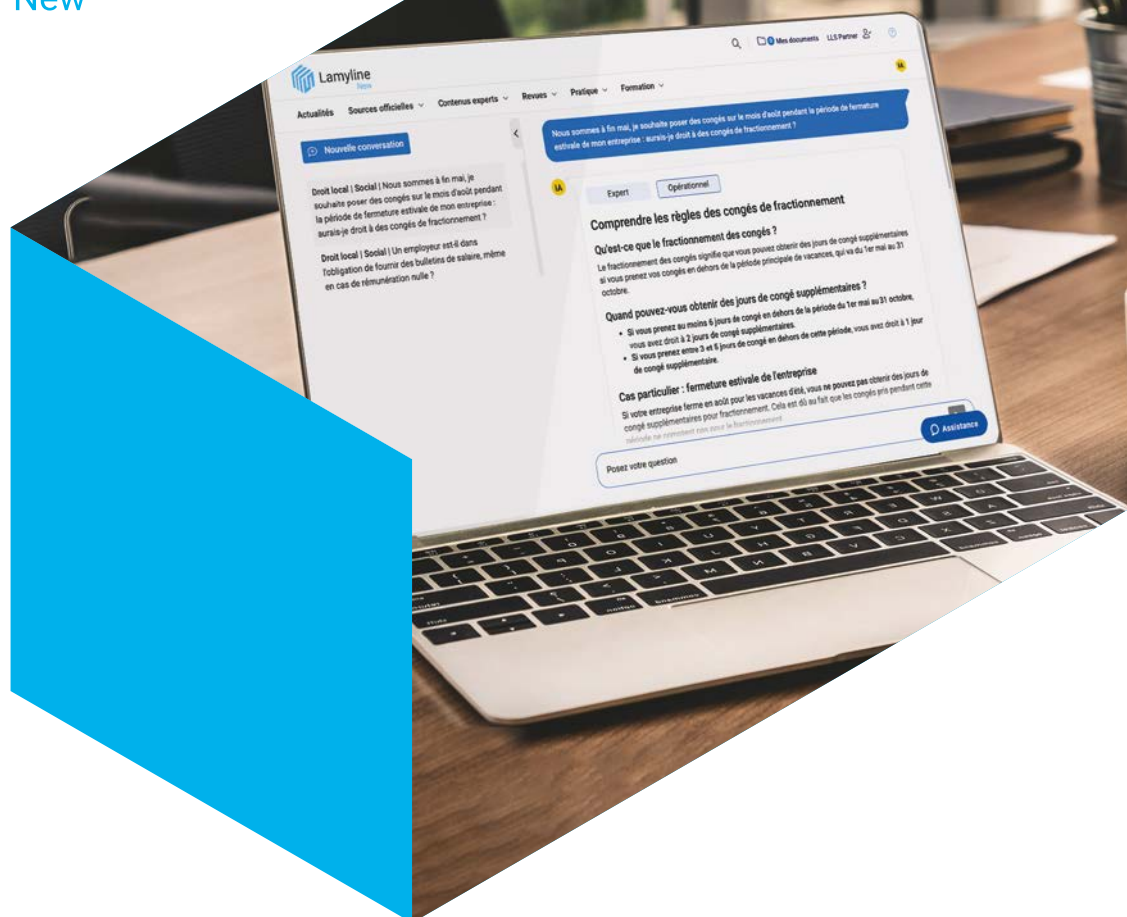 New
Lamyline
New
Mes documents LLS Partner
Actualités Sources officielles Contenus experts Revues Pratique Formation
IA
Nouvelle conversation
Droit local | Social | Nous sommes à fin mai, je
souhaite poser des congés sur le mois d'août pendant
la période de fermeture estivale de mon entreprise :
aurais-je droit à des congés de fractionnement ?
Droit local | Social | Un employeur est-il dans
l'obligation de fournir des bulletins de salaire, même
en cas de rémunération nulle ?
Nous sommes à fin mai, je souhaite poser des congés sur le mois d'août pendant la période de fermeture
estivale de mon entreprise : aurais-je droit à des congés de fractionnement ?
IA
Expert Opérationnel
Comprendre les règles des congés de fractionnement
Qu'est-ce que le fractionnement des congés ?
Le fractionnement des congés signifie que vous pouvez obtenir des jours de congé supplémentaires
si vous prenez vos congés en dehors de la période principale de vacances, qui va du 1er mai au 31
octobre.
Quand pouvez-vous obtenir des jours de congé supplémentaires ?
• Si vous prenez au moins 6 jours de congé en dehors de la période du 1er mai au 31 octobre,
vous avez droit à 2 jours de congé supplémentaires.
• Si vous prenez entre 3 et 5 jours de congé en dehors de cette période, vous avez droit à 1 jour
de congé supplémentaire.
Cas particulier : fermeture estivale de l'entreprise
Si votre entreprise ferme en août pour les vacances d'été, vous ne pouvez pas obtenir des jours de
congé supplémentaires pour fractionnement. Cela est dû au fait que les congés pris pendant cette
période ne comptent pas pour le fractionnement
Posez votre question
Assistance